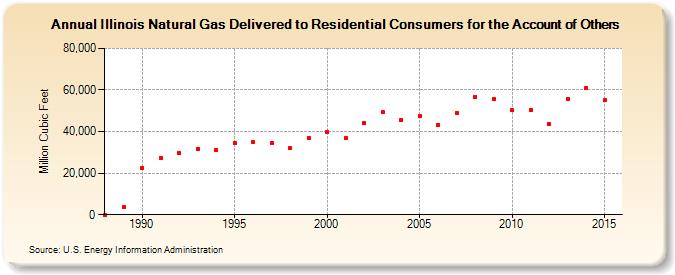 Annual Illinois Natural Gas Delivered to Residential Consumers for the Account of Others
Million Cubic Feet
80,000
60,000
40,000
20,000
0
1990 1995 2000 2005 2010 2015
Source: U.S. Energy Information Administration